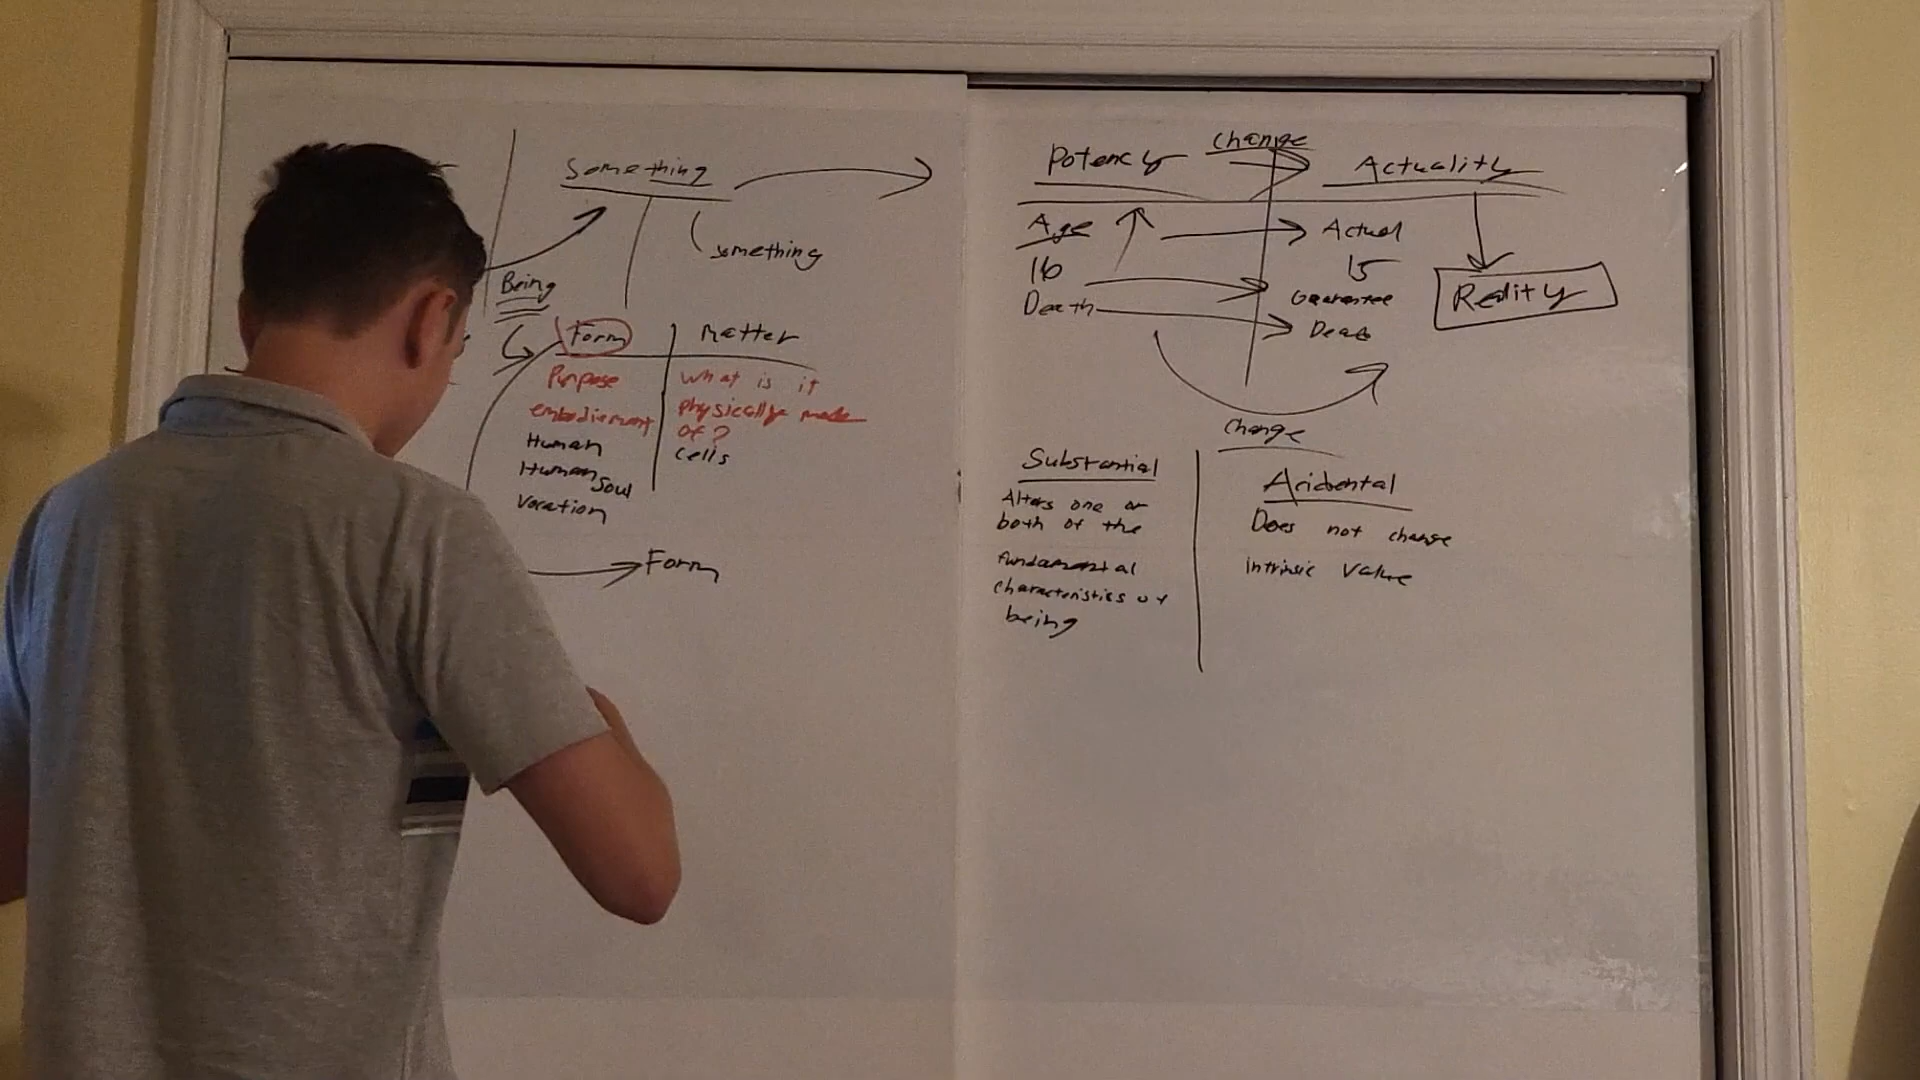 Something
something
Being
Form
Matter
Purpose
What is it
embodiement
physically made
of?
Human
cells
Human Soul
Vocation
Form
Potency
change
Actuality
Age
Actual
16
15
Death
Guarantee
Dead
Reality
Change
Substantial
Acidental
Alters one or
both of the
fundamental
characteristics of
being
Does not change
intrinsic value